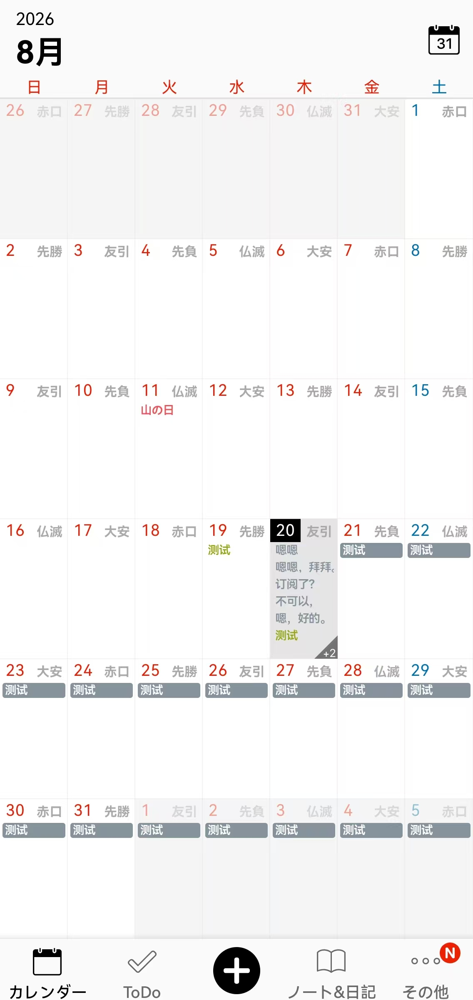 2026
8月
31
日 月 火 水 木 金 土
26 赤口 27 先勝 28 友引 29 先負 30 仏滅 31 大安 1 赤口
2 先勝 3 友引 4 先負 5 仏滅 6 大安 7 赤口 8 先勝
9 友引 10 先負 11 仏滅 12 大安 13 先勝 14 友引 15 先負
山の日
16 仏滅 17 大安 18 赤口 19 先勝 20 友引 21 先負 22 仏滅
测试 嗯嗯 测试 测试
嗯嗯，拜拜。
订阅了?
不可以，
嗯，好的。
测试
+2
23 大安 24 赤口 25 先勝 26 友引 27 先負 28 仏滅 29 大安
测试 测试 测试 测试 测试 测试 测试
30 赤口 31 先勝 1 友引 2 先負 3 仏滅 4 大安 5 赤口
测试 测试 测试 测试 测试 测试 测试
N
カレンダー ToDo ノート&日記 その他